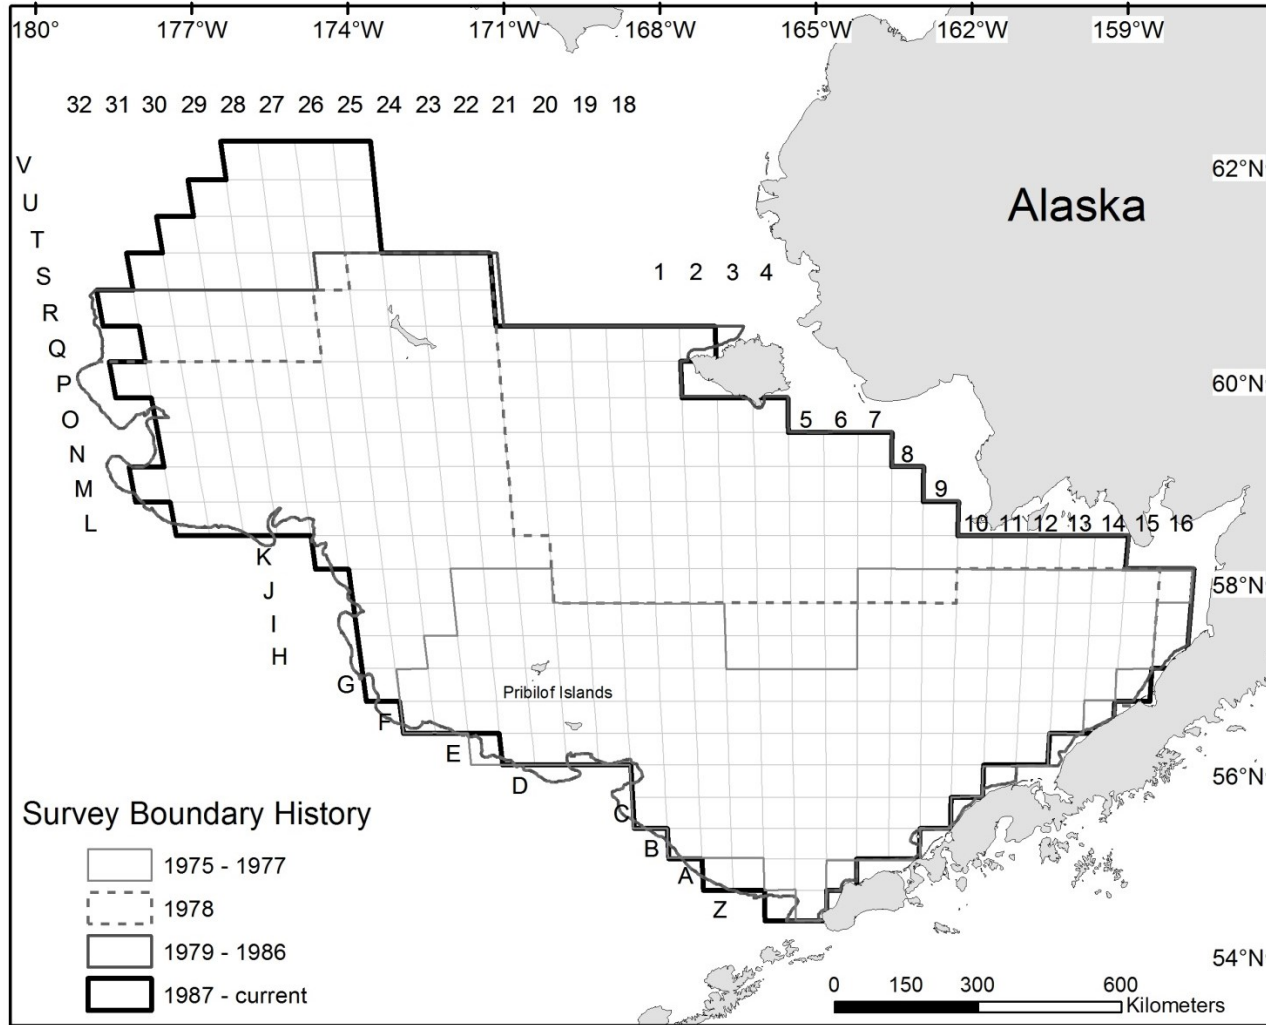 180° 177°W 174°W 171°W 168°W 165°W 162°W 159°W
32 31 30 29 28 27 26 25 24 23 22 21 20 19 18
V
62°N
U
Alaska
T
S
1 2 3 4
R
Q
P
60°N
O
5 6 7
N
8
M
9
L
10 11 12 13 14 15 16
K
J
58°N
I
H
G
Pribilof Islands
F
E
D
56°N
C
Survey Boundary History
B
1975 - 1977
A
1978
Z
1979 - 1986
54°N
1987 - current
0 150 300 600
Kilometers